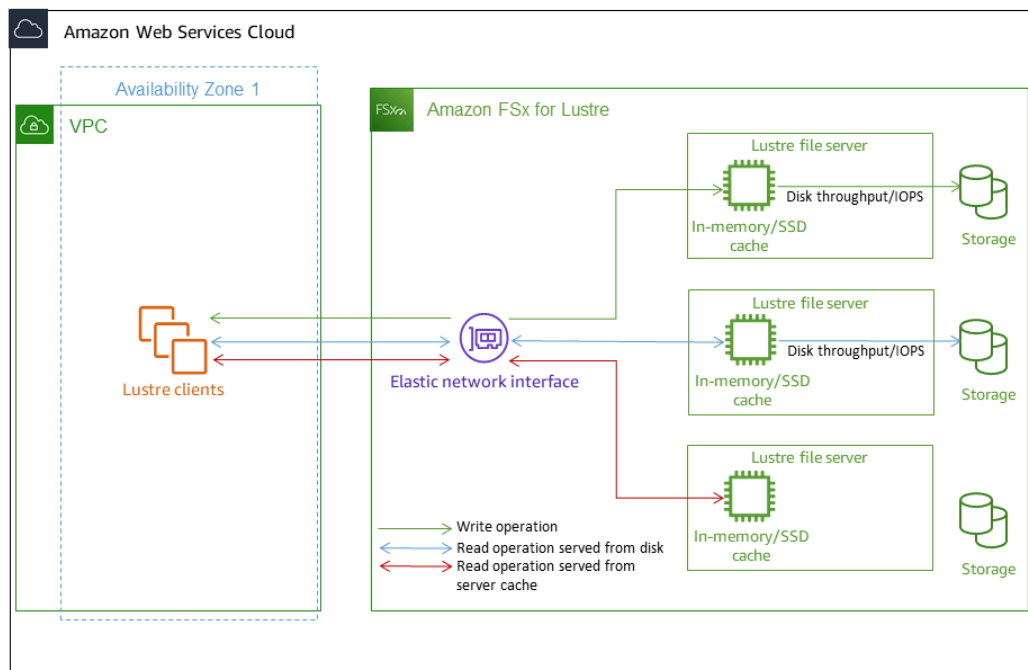 Amazon Web Services Cloud
Availability Zone 1
VPC
FSx
Amazon FSx for Lustre
Lustre file server
Disk throughput/IOPS
In-memory/SSD
cache
Storage
Lustre file server
Disk throughput/IOPS
In-memory/SSD
cache
Storage
Lustre clients
Elastic network interface
Lustre file server
In-memory/SSD
cache
Storage
Write operation
Read operation served from disk
Read operation served from
server cache